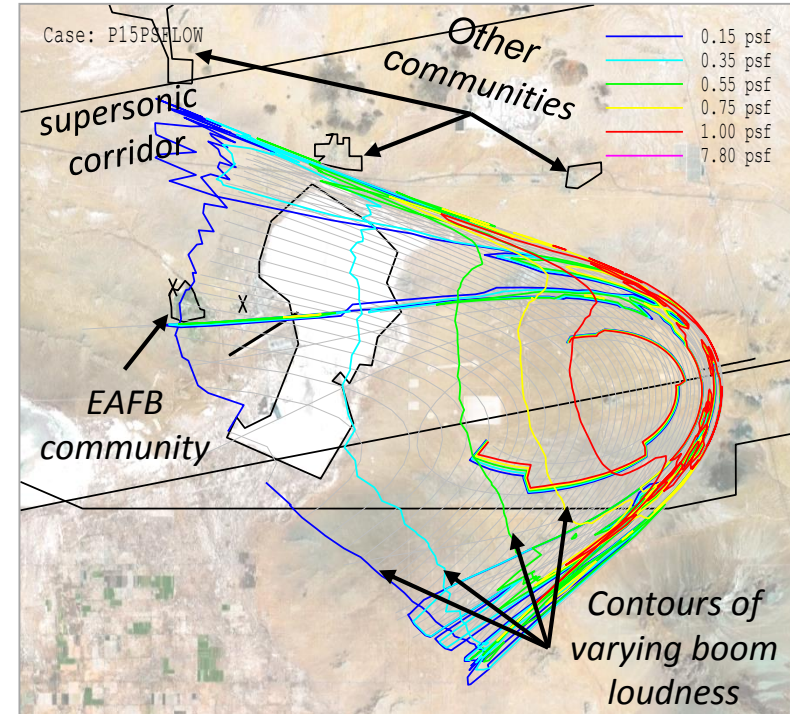 Case: P15PSFLOW
Other
communities
0.15 psf
0.35 psf
0.55 psf
0.75 psf
1.00 psf
7.80 psf
supersonic
corridor
X
X
EAFB
community
Contours of
varying boom
loudness